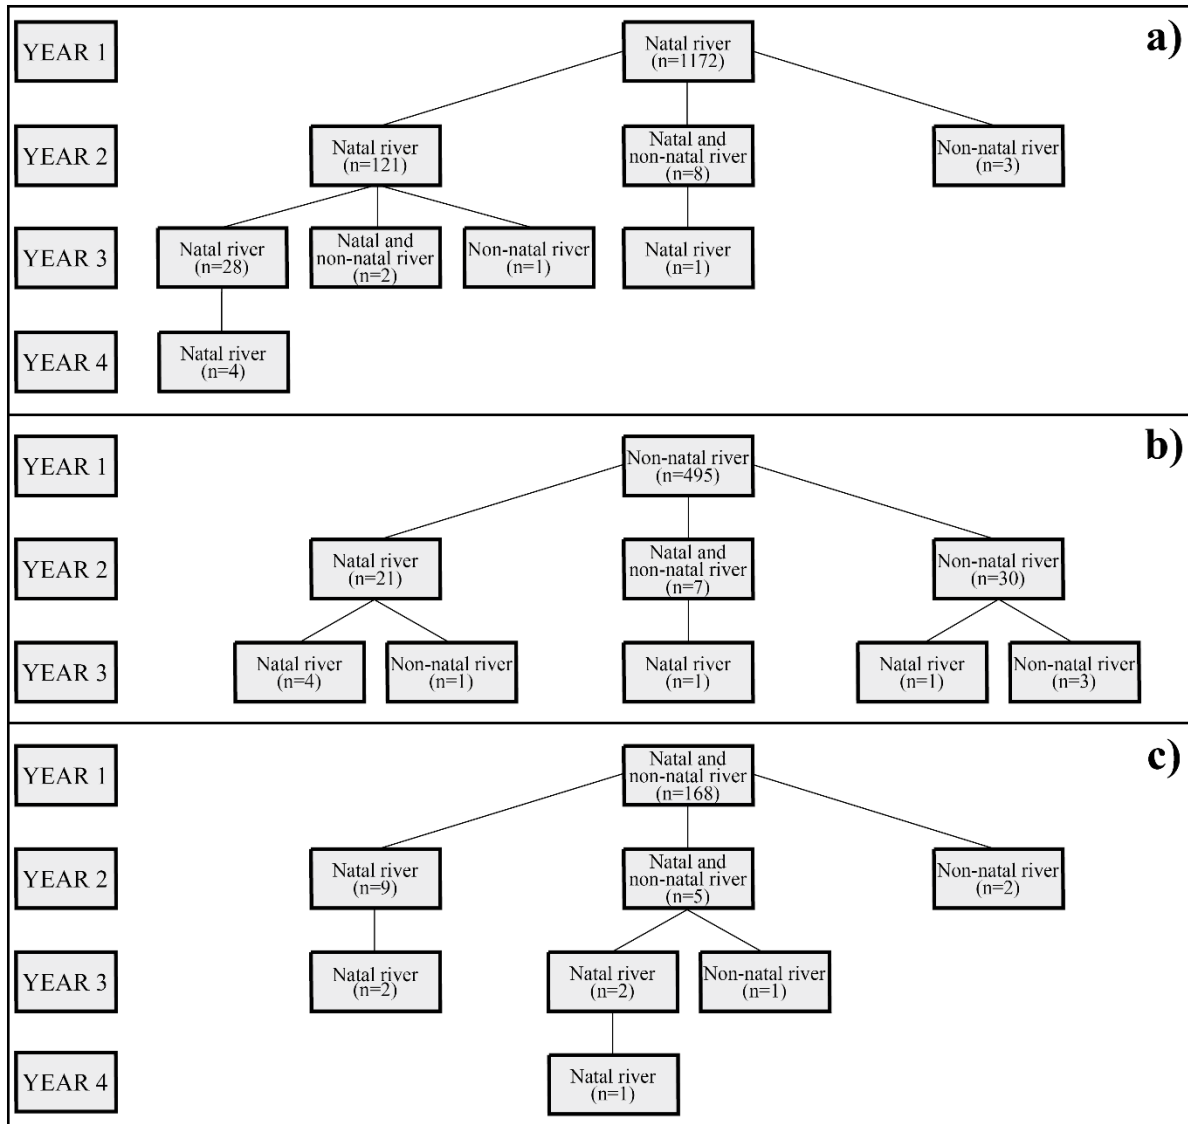 a)
YEAR 1
Natal river
(n=1172)
YEAR 2
Natal river
(n=121)
Natal and
non-natal river
(n=8)
Non-natal river
(n=3)
YEAR 3
Natal river
(n=28)
Natal and
non-natal river
(n=2)
Non-natal river
(n=1)
Natal river
(n=1)
YEAR 4
Natal river
(n=4)
b)
YEAR 1
Non-natal river
(n=495)
YEAR 2
Natal river
(n=21)
Natal and
non-natal river
(n=7)
Non-natal river
(n=30)
YEAR 3
Natal river
(n=4)
Non-natal river
(n=1)
Natal river
(n=1)
Natal river
(n=1)
Non-natal river
(n=3)
c)
YEAR 1
Natal and
non-natal river
(n=168)
YEAR 2
Natal river
(n=9)
Natal and
non-natal river
(n=5)
Non-natal river
(n=2)
YEAR 3
Natal river
(n=2)
Natal river
(n=2)
Non-natal river
(n=1)
YEAR 4
Natal river
(n=1)